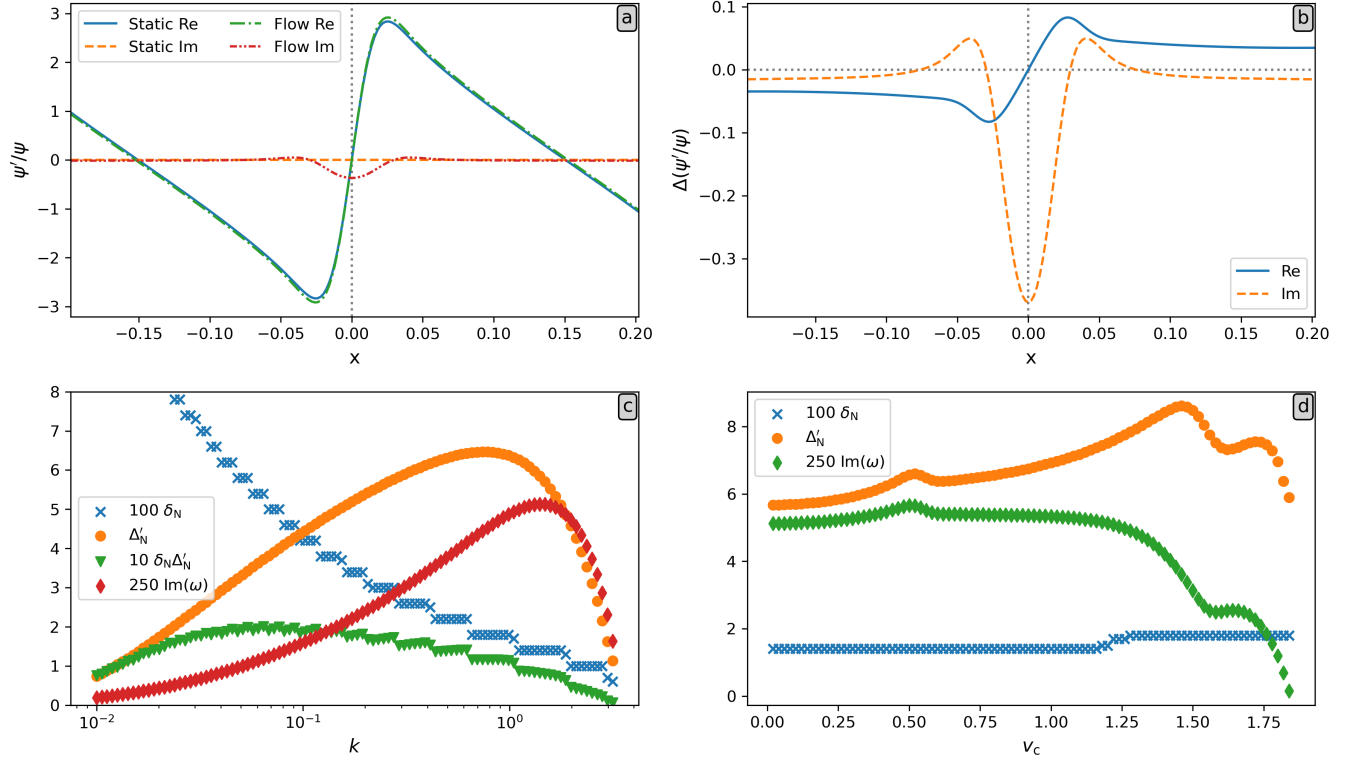 a
Static Re
Static Im
Flow Re
Flow Im
3
2
1
0
−1
−2
−3
ψ′/ψ
−0.15
−0.10
−0.05
0.00
0.05
0.10
0.15
0.20
x
b
0.1
0.0
−0.1
−0.2
−0.3
Δ(ψ′/ψ)
Re
Im
−0.15
−0.10
−0.05
0.00
0.05
0.10
0.15
0.20
x
c
8
7
6
5
4
3
2
1
0
100 δ_N
Δ′_N
10 δ_NΔ′_N
250 Im(ω)
10⁻²
10⁻¹
10⁰
k
d
100 δ_N
Δ′_N
250 Im(ω)
8
6
4
2
0
0.00
0.25
0.50
0.75
1.00
1.25
1.50
1.75
v_c